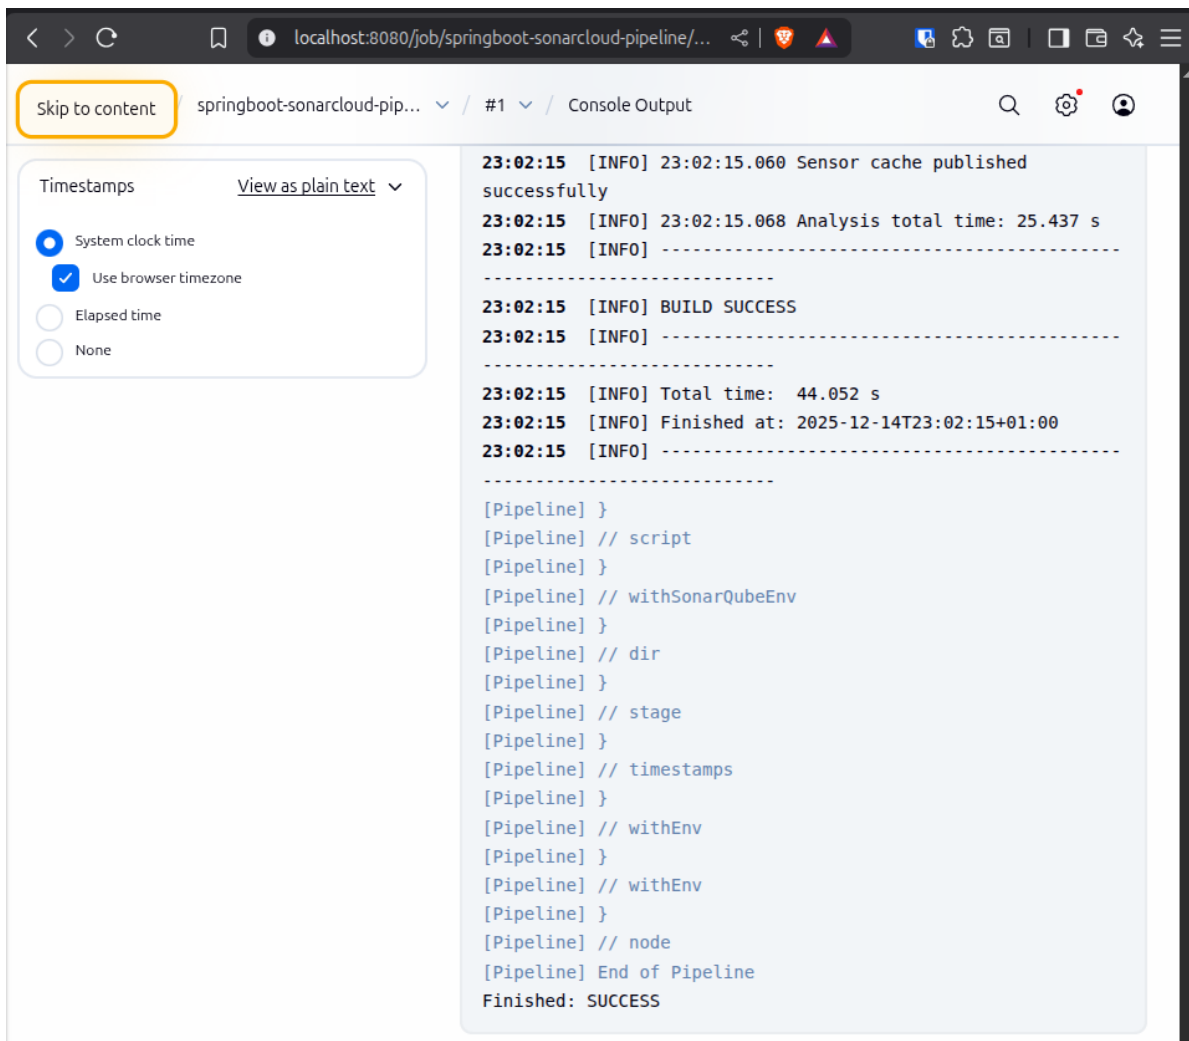 localhost:8080/job/springboot-sonarcloud-pipeline/...
Skip to content
/ springboot-sonarcloud-pip... / #1 / Console Output
Timestamps
View as plain text
System clock time
Use browser timezone
Elapsed time
None
23:02:15 [INFO] 23:02:15.060 Sensor cache published
successfully
23:02:15 [INFO] 23:02:15.068 Analysis total time: 25.437 s
23:02:15 [INFO] --------------------------------------------
----------------------------
23:02:15 [INFO] BUILD SUCCESS
23:02:15 [INFO] --------------------------------------------
----------------------------
23:02:15 [INFO] Total time:  44.052 s
23:02:15 [INFO] Finished at: 2025-12-14T23:02:15+01:00
23:02:15 [INFO] --------------------------------------------
----------------------------
[Pipeline] }
[Pipeline] // script
[Pipeline] }
[Pipeline] // withSonarQubeEnv
[Pipeline] }
[Pipeline] // dir
[Pipeline] }
[Pipeline] // stage
[Pipeline] }
[Pipeline] // timestamps
[Pipeline] }
[Pipeline] // withEnv
[Pipeline] }
[Pipeline] // withEnv
[Pipeline] }
[Pipeline] // node
[Pipeline] End of Pipeline
Finished: SUCCESS